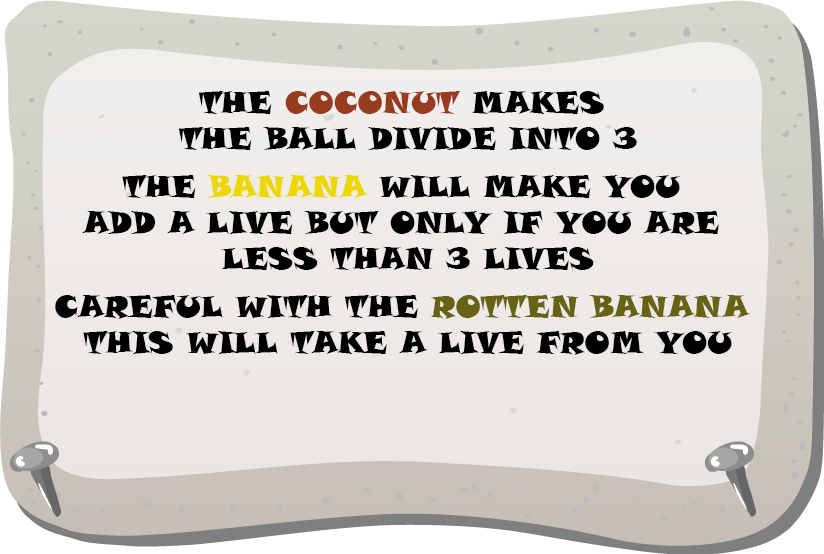 THE COCONUT MAKES
THE BALL DIVIDE INTO 3
THE BANANA WILL MAKE YOU
ADD A LIVE BUT ONLY IF YOU ARE
LESS THAN 3 LIVES
CAREFUL WITH THE ROTTEN BANANA
THIS WILL TAKE A LIVE FROM YOU